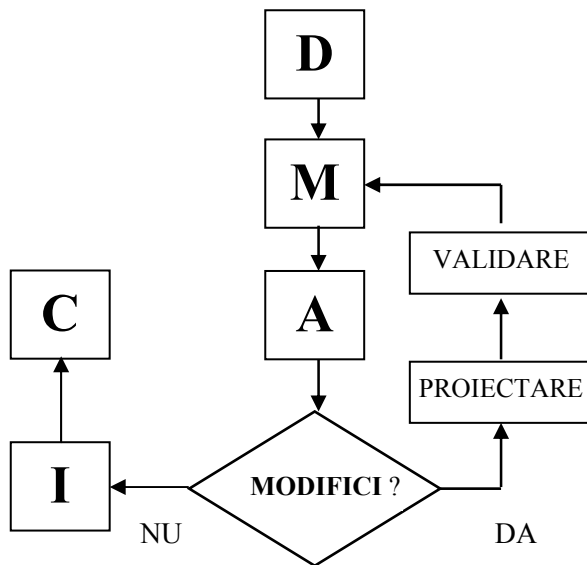 D
M
VALIDARE
C
A
PROIECTARE
I
MODIFICI ?
NU
DA